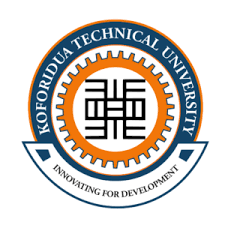 KOFORIDUA TECHNICAL UNIVERSITY
INNOVATING FOR DEVELOPMENT